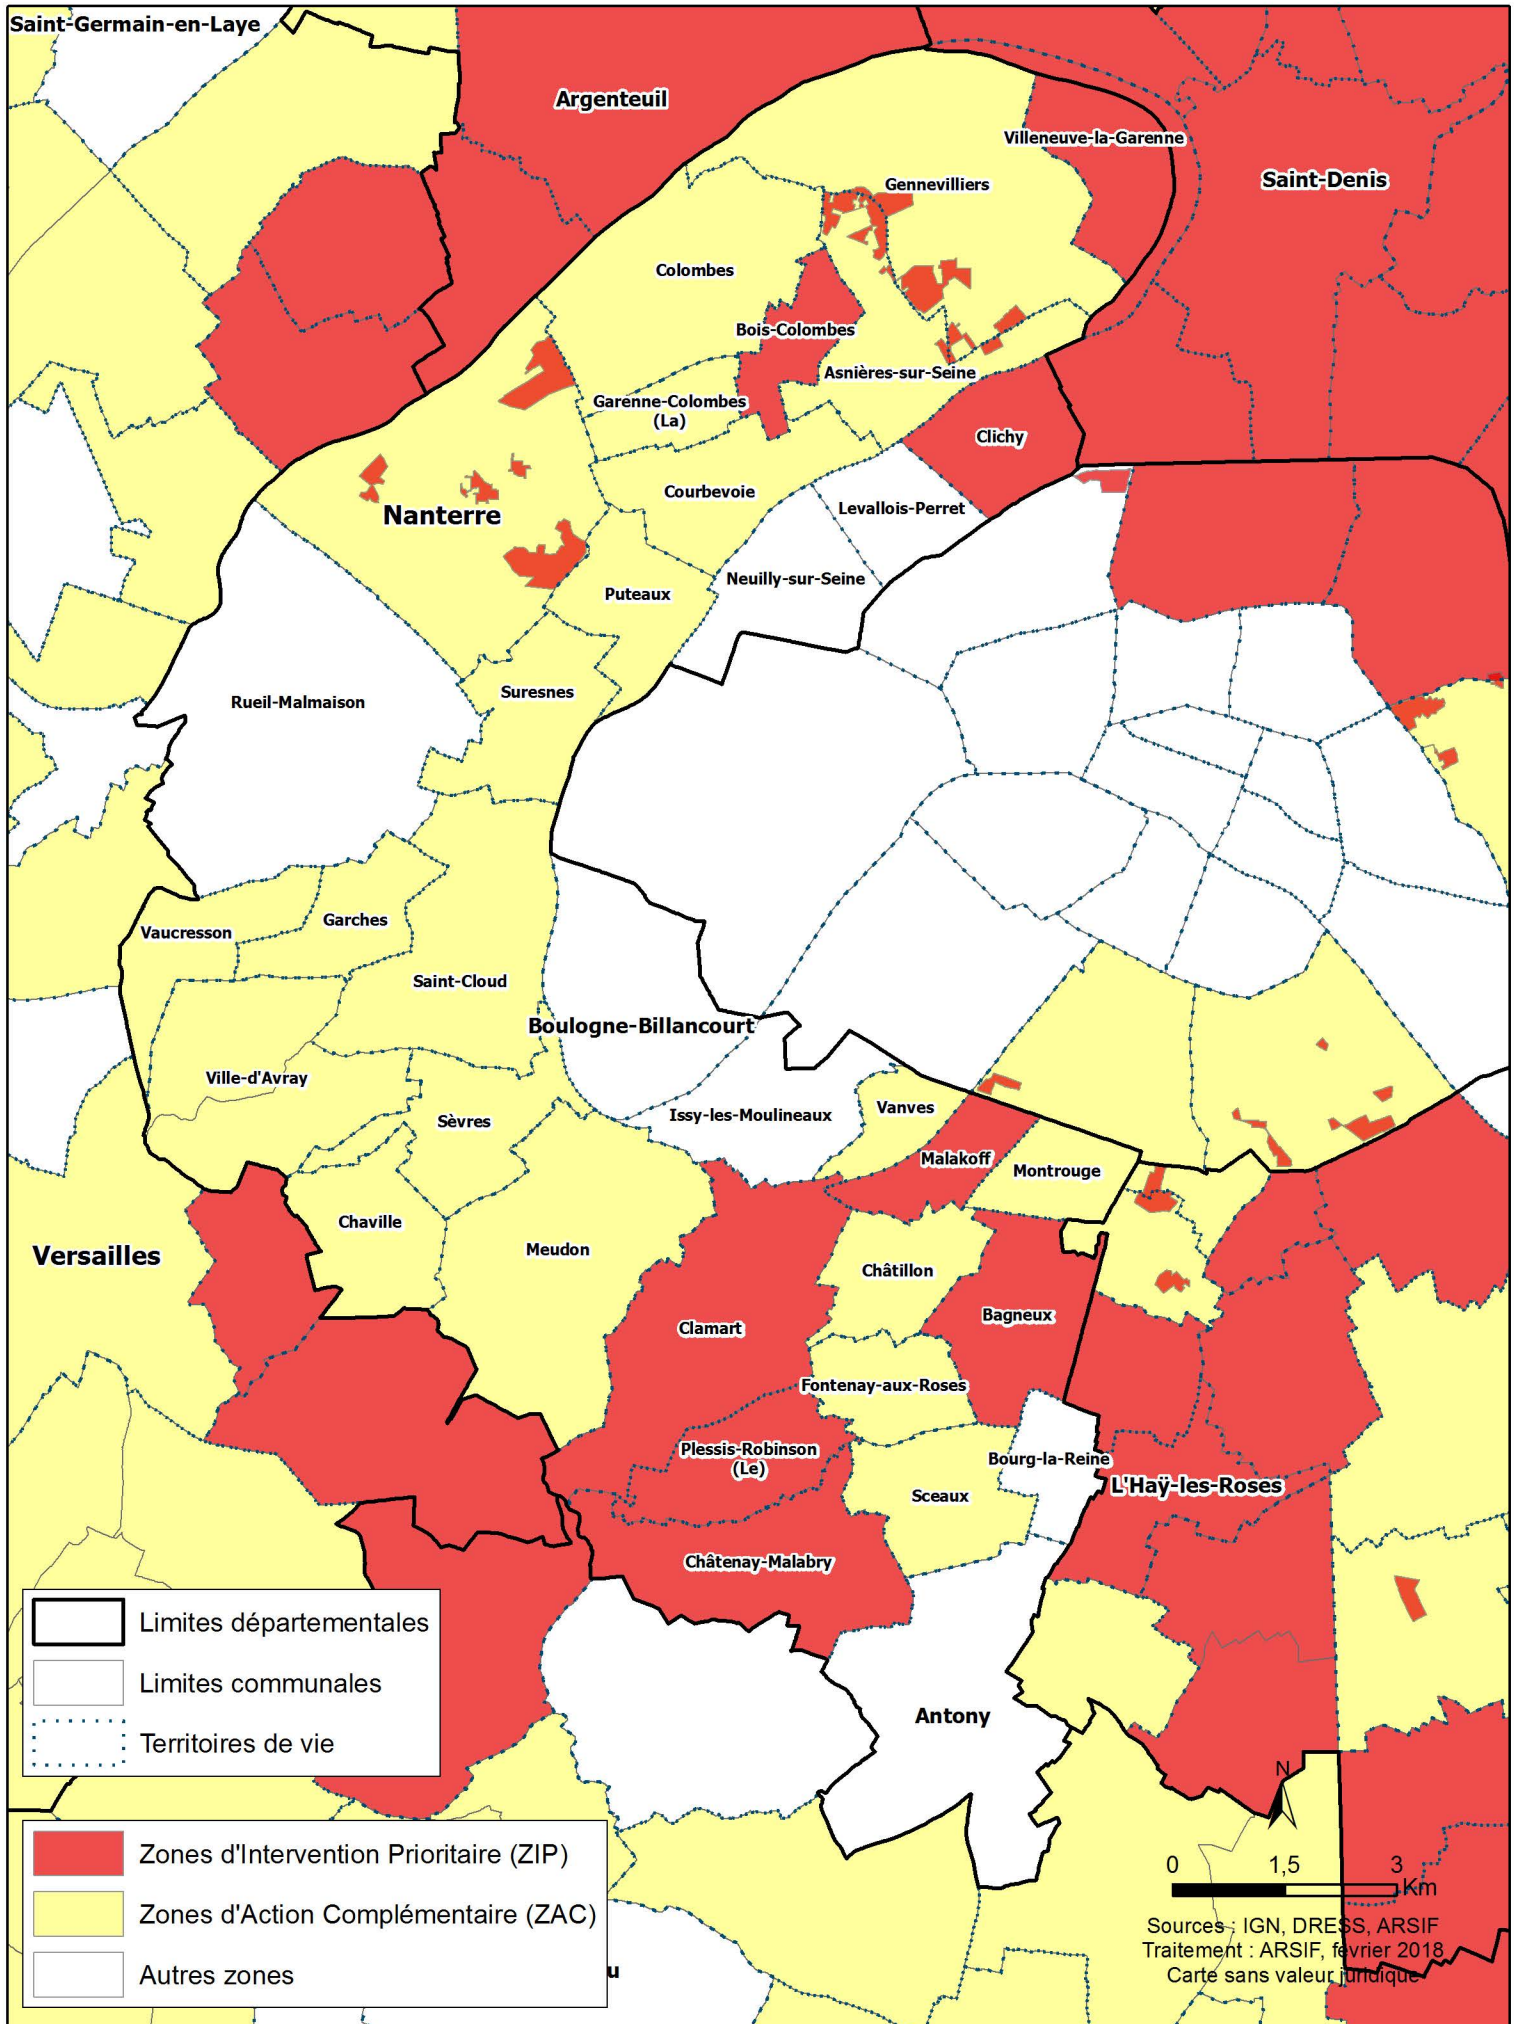 Saint-Germain-en-Laye
Argenteuil
Villeneuve-la-Garenne
Saint-Denis
Gennevilliers
Colombes
Bois-Colombes
Asnières-sur-Seine
Garenne-Colombes
(La)
Clichy
Courbevoie
Levallois-Perret
Nanterre
Neuilly-sur-Seine
Puteaux
Suresnes
Rueil-Malmaison
Vaucresson
Garches
Saint-Cloud
Boulogne-Billancourt
Ville-d'Avray
Sèvres
Issy-les-Moulineaux
Vanves
Malakoff
Montrouge
Chaville
Meudon
Versailles
Châtillon
Clamart
Bagneux
Fontenay-aux-Roses
Plessis-Robinson
(Le)
Bourg-la-Reine
Sceaux
L'Haÿ-les-Roses
Châtenay-Malabry
Antony
Limites départementales
Limites communales
Territoires de vie
Zones d'Intervention Prioritaire (ZIP)
Zones d'Action Complémentaire (ZAC)
Autres zones
u
N
0 1,5 3
Km
Sources : IGN, DRESS, ARSIF
Traitement : ARSIF, février 2018
Carte sans valeur juridique